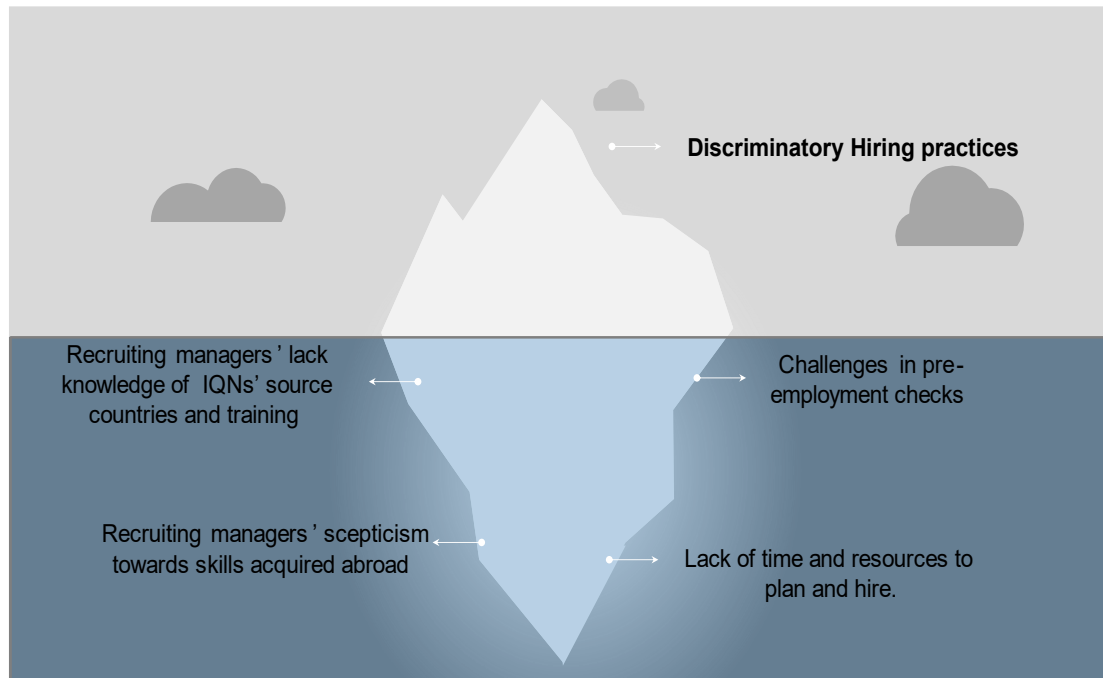 Discriminatory Hiring practices
Recruiting managers ’ lack
knowledge of IQNs’ source
countries and training
Challenges in pre-
employment checks
Recruiting managers ’ scepticism
towards skills acquired abroad
Lack of time and resources to
plan and hire.